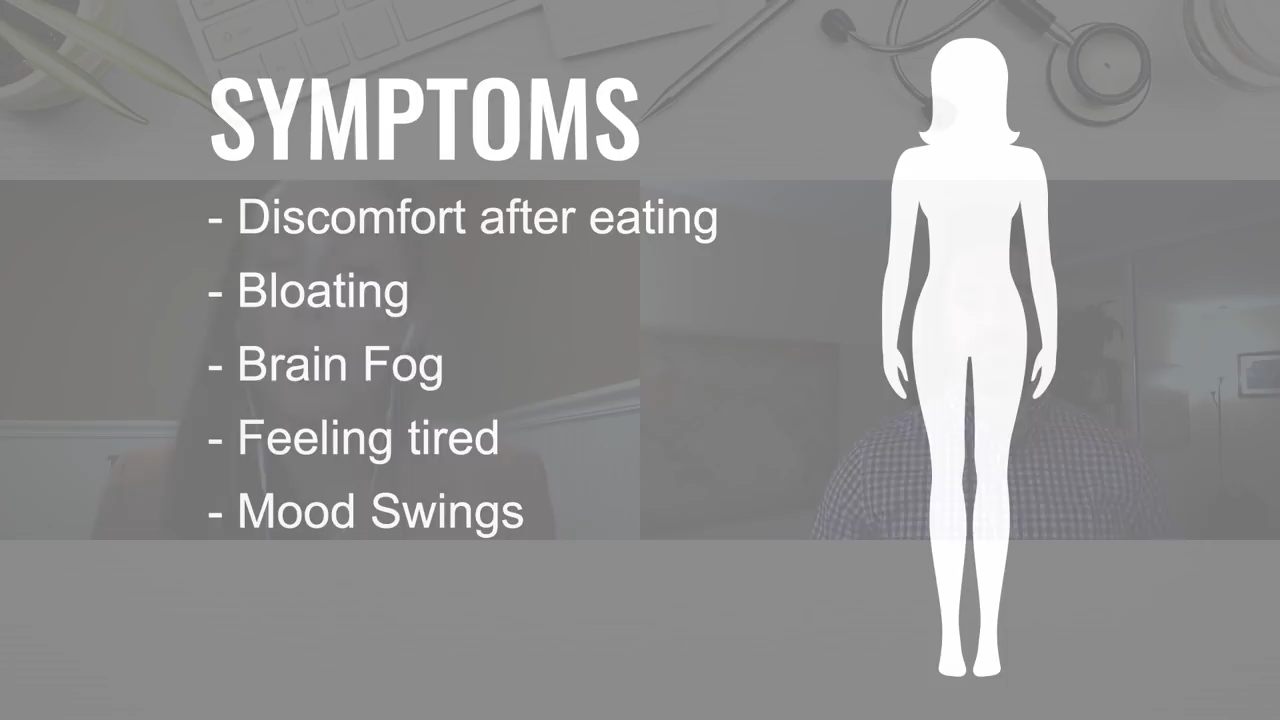 SYMPTOMS
- Discomfort after eating
- Bloating
- Brain Fog
- Feeling tired
- Mood Swings